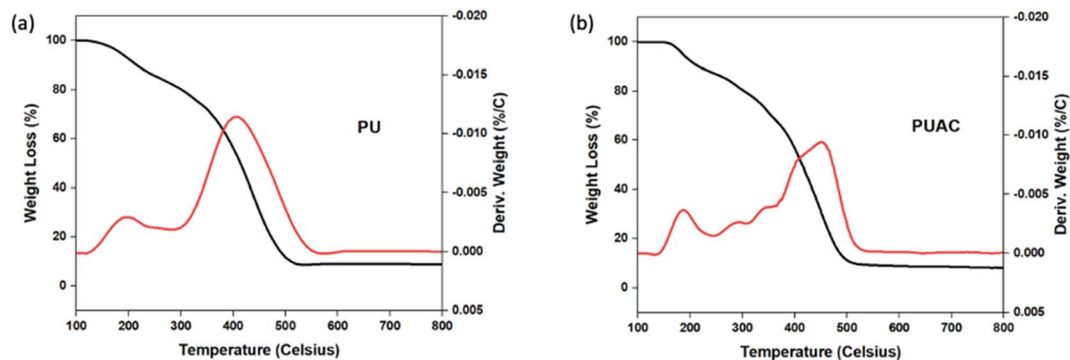 (a)
Weight Loss (%)
100
80
60
40
20
0
PU
-0.020
-0.015
-0.010
-0.005
0.000
0.005
Deriv. Weight (%/C)
100 200 300 400 500 600 700 800
Temperature (Celsius)
(b)
Weight Loss (%)
100
80
60
40
20
0
PUAC
-0.020
-0.015
-0.010
-0.005
0.000
0.005
Deriv. Weight (%/C)
100 200 300 400 500 600 700 800
Temperature (Celsius)